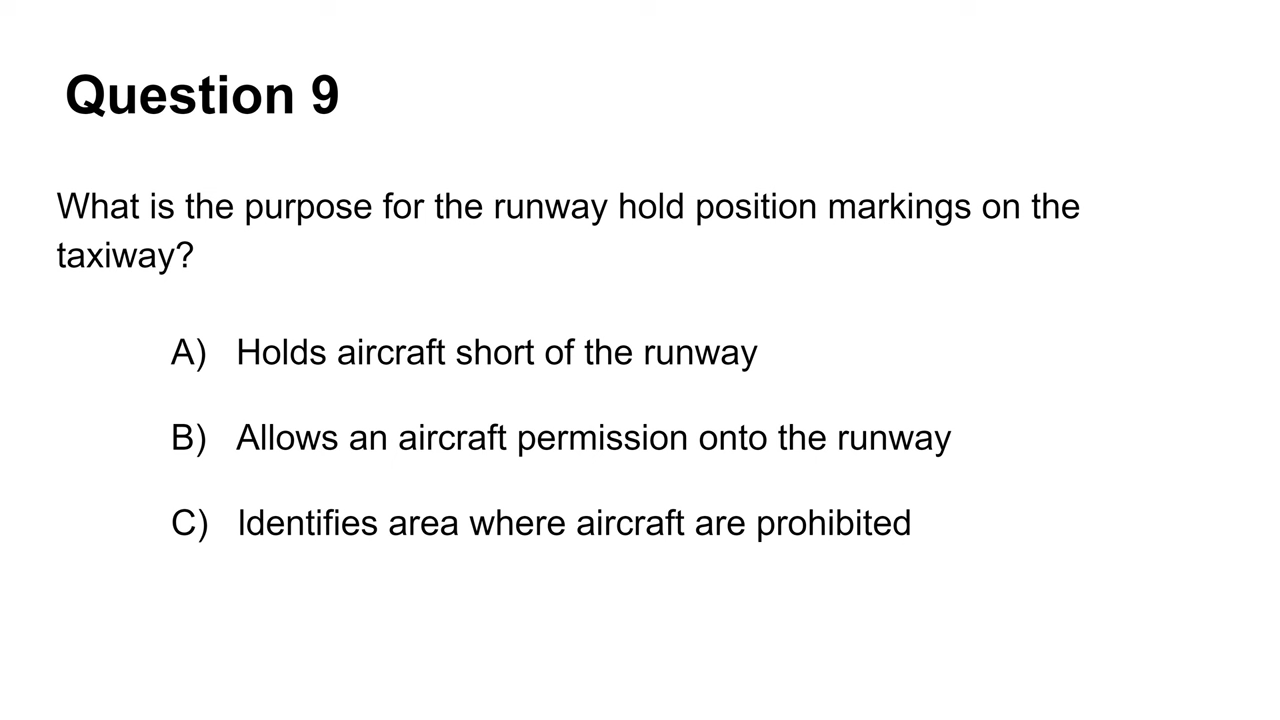 Question 9
What is the purpose for the runway hold position markings on the
taxiway?
A) Holds aircraft short of the runway
B) Allows an aircraft permission onto the runway
C) Identifies area where aircraft are prohibited